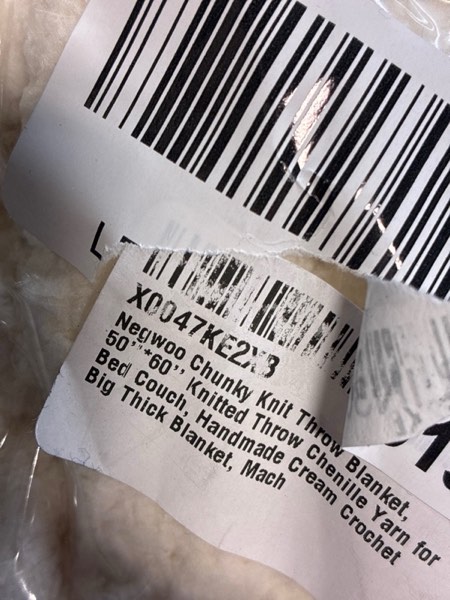 L
X0047KE2X3
Negwoo Chunky Knit Throw Blanket,
50''*60'' Knitted Throw Chenille Yarn for
Bed Couch, Handmade Cream Crochet
Big Thick Blanket, Mach